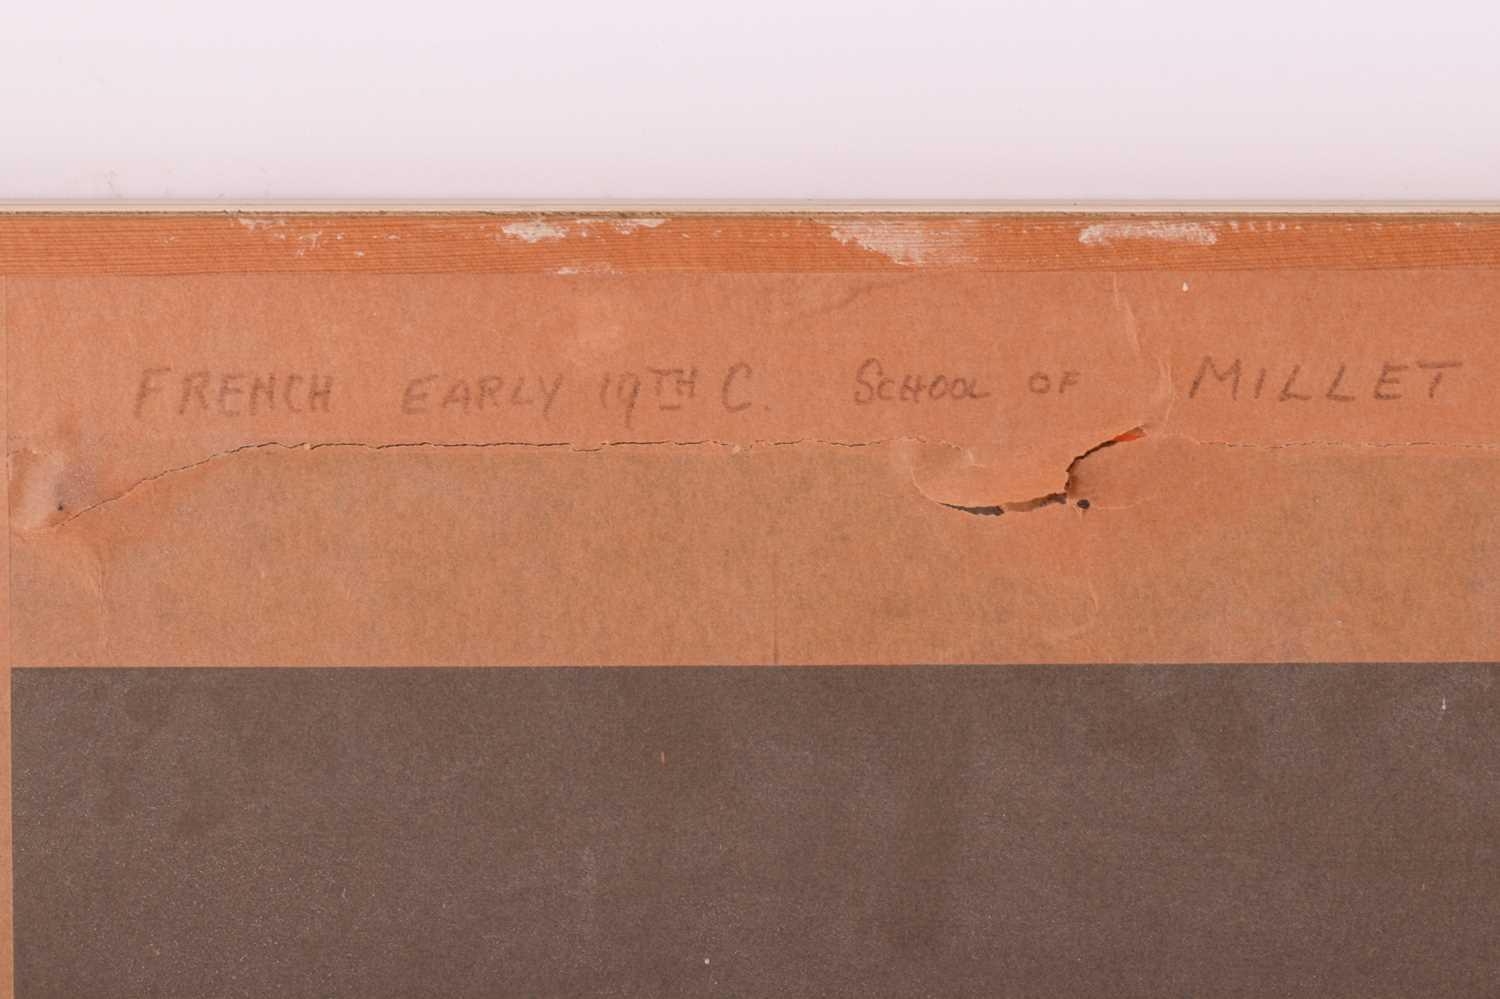 FRENCH EARLY 19TH C. SCHOOL OF MILLET